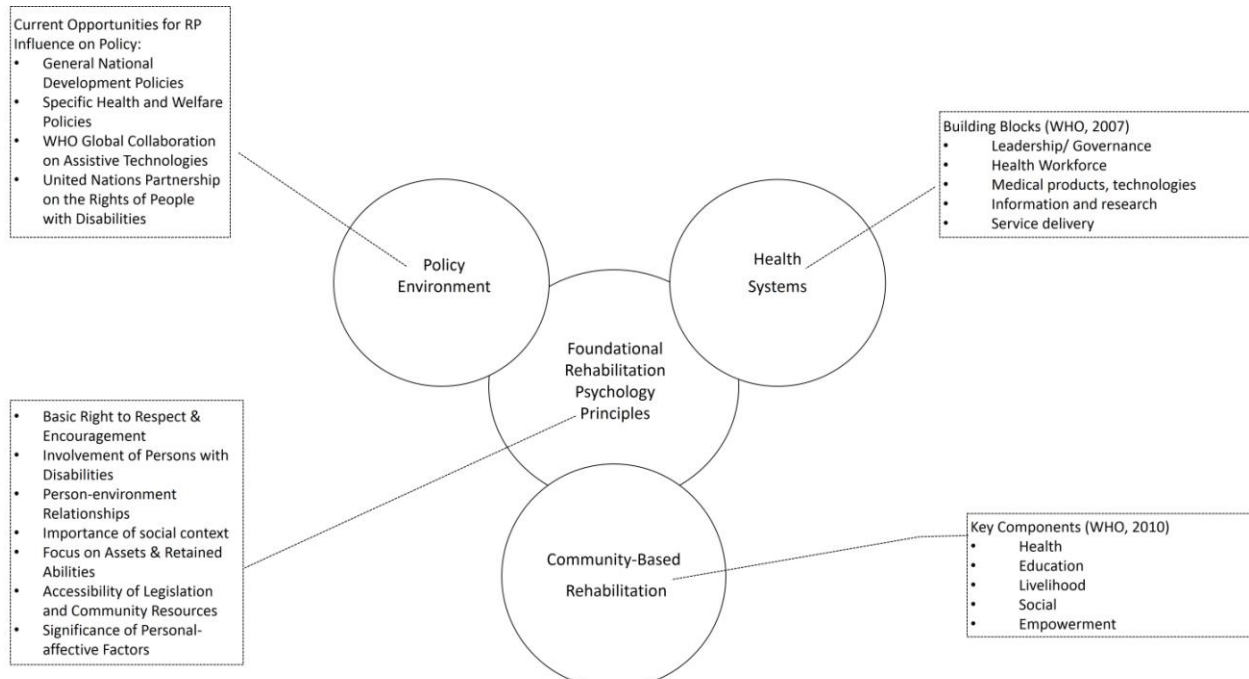 Current Opportunities for RP
Influence on Policy:
• General National
Development Policies
• Specific Health and Welfare
Policies
• WHO Global Collaboration
on Assistive Technologies
• United Nations Partnership
on the Rights of People
with Disabilities
Building Blocks (WHO, 2007)
• Leadership/ Governance
• Health Workforce
• Medical products, technologies
• Information and research
• Service delivery
Policy
Environment
Health
Systems
Foundational
Rehabilitation
Psychology
Principles
• Basic Right to Respect &
Encouragement
• Involvement of Persons with
Disabilities
• Person-environment
Relationships
• Importance of social context
• Focus on Assets & Retained
Abilities
• Accessibility of Legislation
and Community Resources
• Significance of Personal-
affective Factors
Community-Based
Rehabilitation
Key Components (WHO, 2010)
• Health
• Education
• Livelihood
• Social
• Empowerment